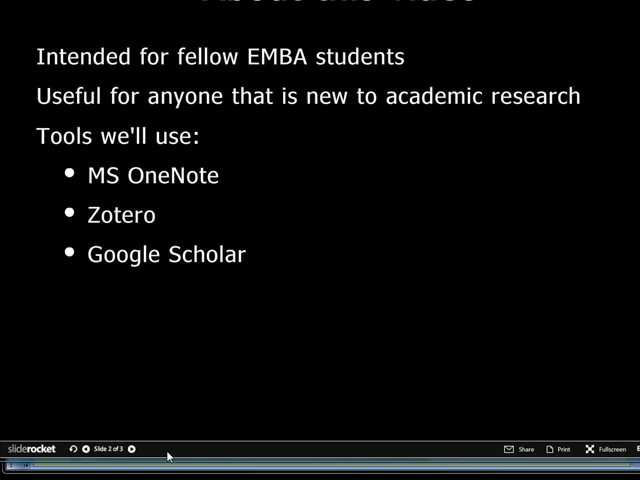 Intended for fellow EMBA students
Useful for anyone that is new to academic research
Tools we'll use:
• MS OneNote
• Zotero
• Google Scholar
sliderocket Slide 2 of 3 Share Print Fullscreen